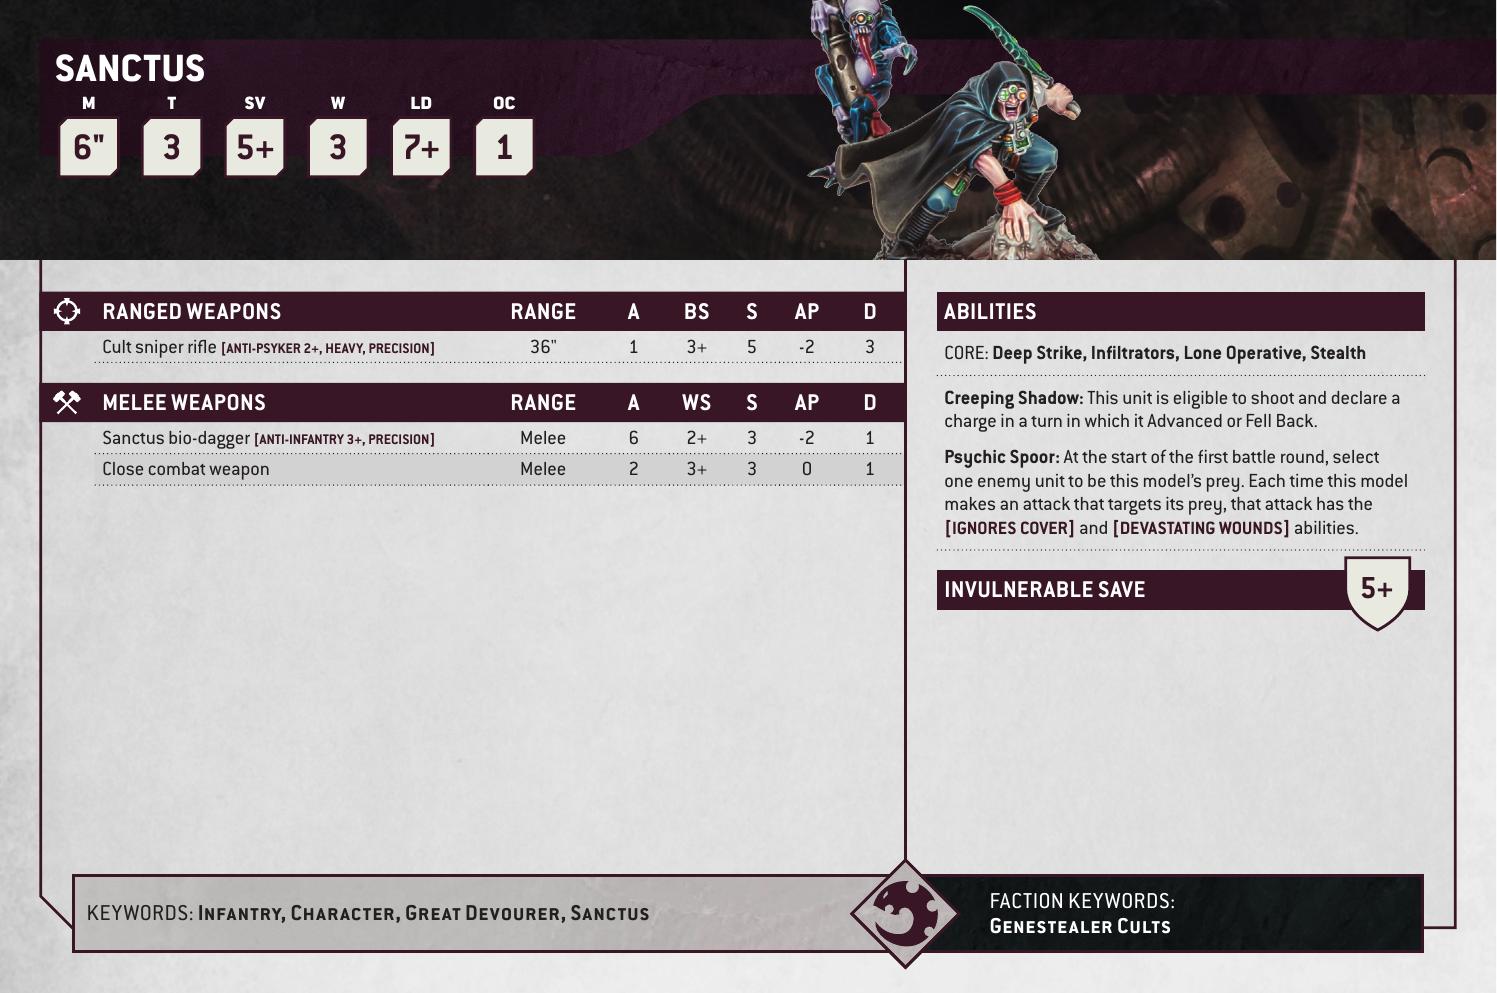 SANCTUS
M T SV W LD OC
6" 3 5+ 3 7+ 1
RANGED WEAPONS RANGE A BS S AP D
Cult sniper rifle [ANTI-PSYKER 2+, HEAVY, PRECISION] 36" 1 3+ 5 -2 3
MELEE WEAPONS RANGE A WS S AP D
Sanctus bio-dagger [ANTI-INFANTRY 3+, PRECISION] Melee 6 2+ 3 -2 1
Close combat weapon Melee 2 3+ 3 0 1
ABILITIES
CORE: Deep Strike, Infiltrators, Lone Operative, Stealth
Creeping Shadow: This unit is eligible to shoot and declare a
charge in a turn in which it Advanced or Fell Back.
Psychic Spoor: At the start of the first battle round, select
one enemy unit to be this model's prey. Each time this model
makes an attack that targets its prey, that attack has the
[IGNORES COVER] and [DEVASTATING WOUNDS] abilities.
INVULNERABLE SAVE 5+
KEYWORDS: INFANTRY, CHARACTER, GREAT DEVOURER, SANCTUS
FACTION KEYWORDS:
GENESTEALER CULTS